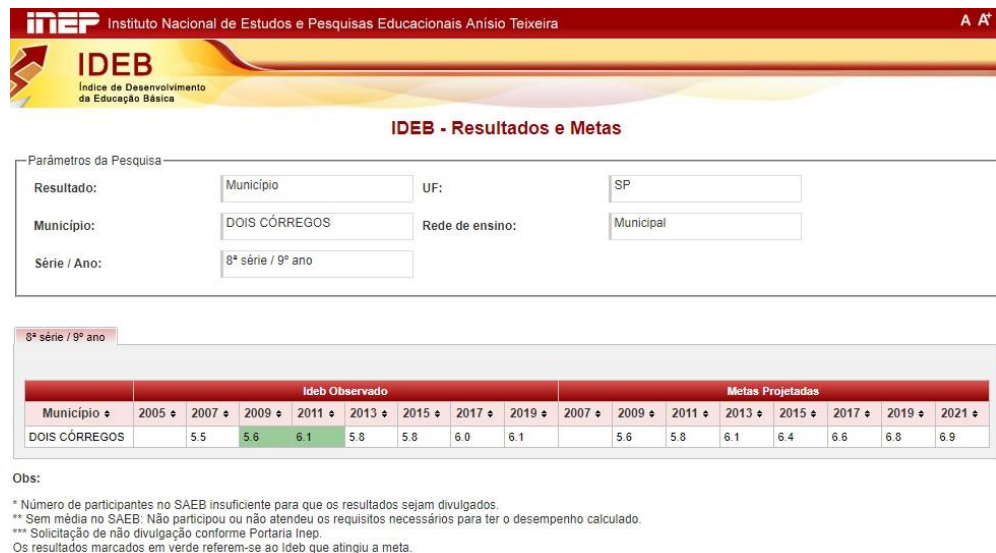 inep Instituto Nacional de Estudos e Pesquisas Educacionais Anísio Teixeira A A+
IDEB
Índice de Desenvolvimento
da Educação Básica
IDEB - Resultados e Metas
Parâmetros da Pesquisa
Resultado: Município UF: SP
Município: DOIS CÓRREGOS Rede de ensino: Municipal
Série / Ano: 8ª série / 9º ano
8ª série / 9º ano
Ideb Observado Metas Projetadas
Município 2005 2007 2009 2011 2013 2015 2017 2019 2007 2009 2011 2013 2015 2017 2019 2021
DOIS CÓRREGOS 5.5 5.6 6.1 5.8 5.8 6.0 6.1 5.6 5.8 6.1 6.4 6.6 6.8 6.9
Obs:
* Número de participantes no SAEB insuficiente para que os resultados sejam divulgados.
** Sem média no SAEB: Não participou ou não atendeu os requisitos necessários para ter o desempenho calculado.
*** Solicitação de não divulgação conforme Portaria Inep.
Os resultados marcados em verde referem-se ao Ideb que atingiu a meta.